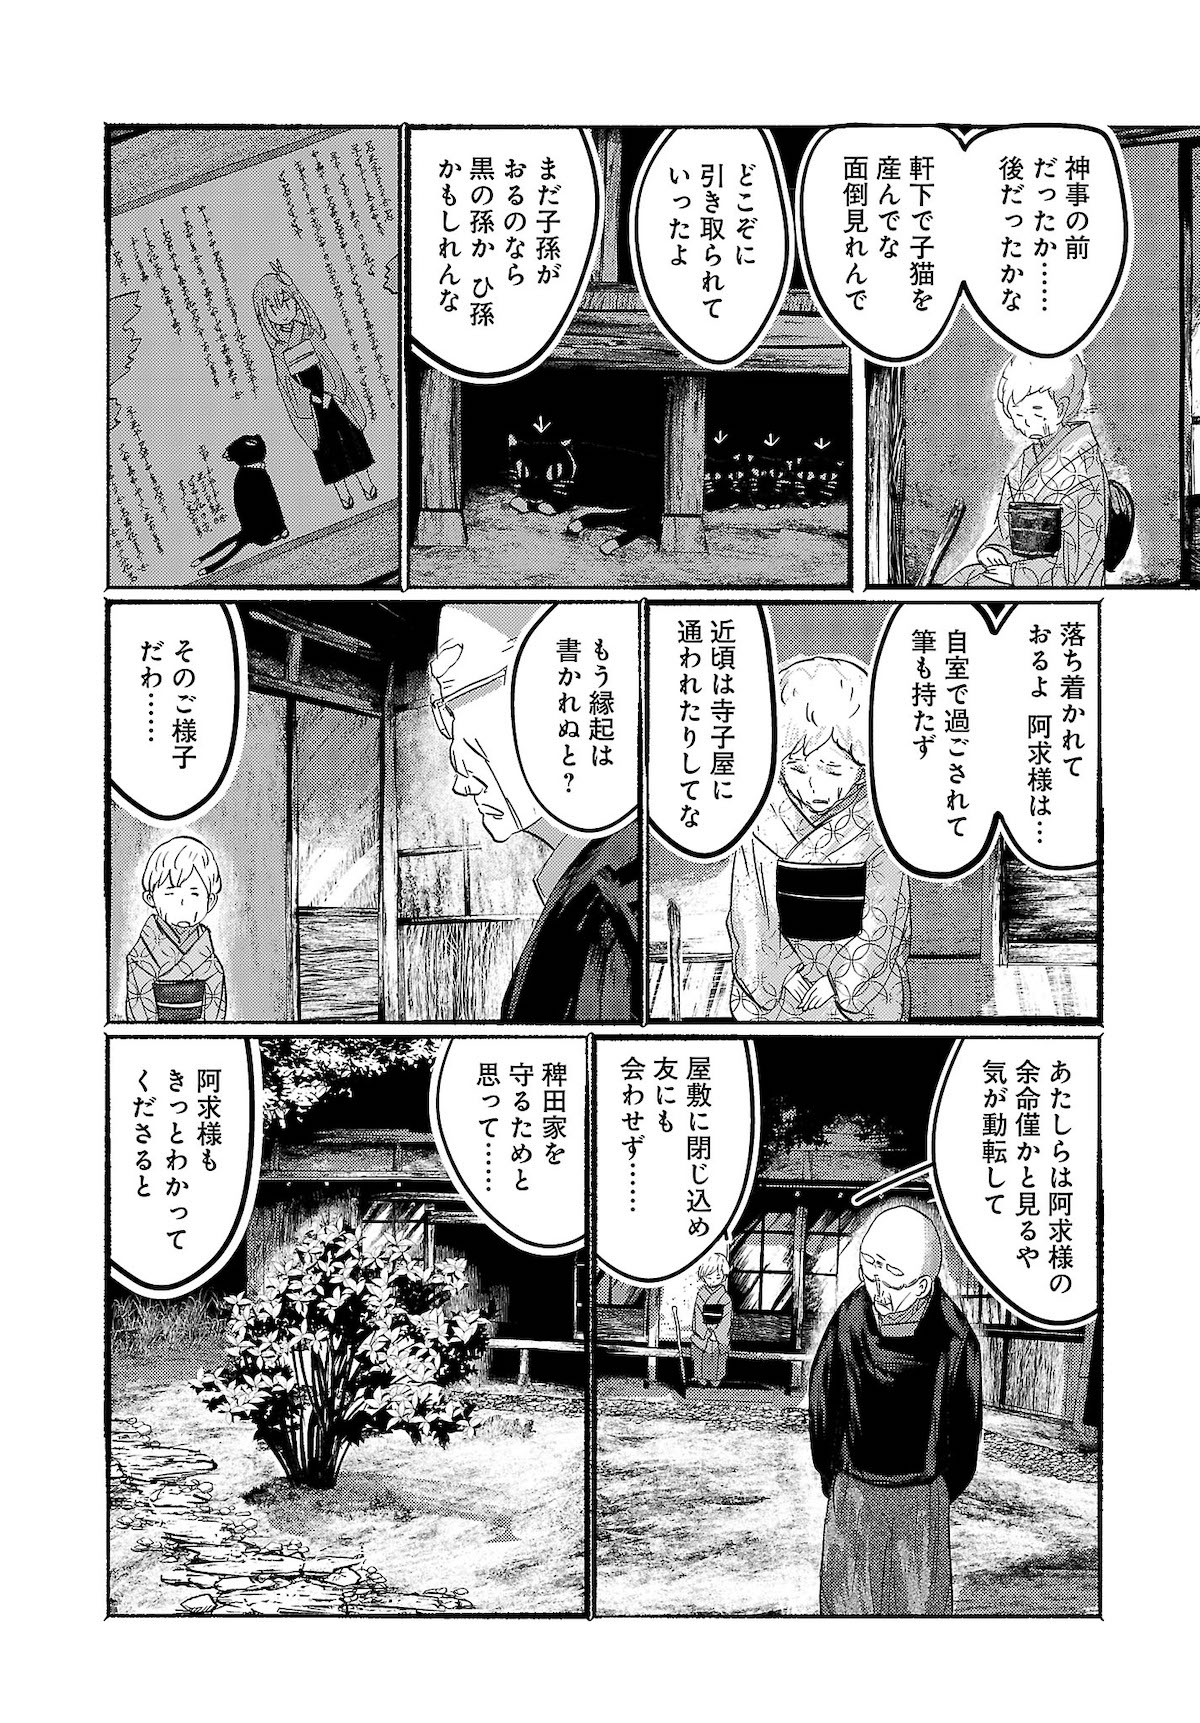 神事の前
だったか……
後だったかな
軒下で子猫を
産んでな
面倒見れんで
どこぞに
引き取られて
いったよ
まだ子孫が
おるのなら
黒の孫か ひ孫
かもしれんな
落ち着かれて
おるよ 阿求様は…
自室で過ごされて
筆も持たず
近頃は寺子屋に
通われたりしてな
もう縁起は
書かれぬと?
そのご様子
だわ……
あたしらは阿求様の
余命僅かと見るや
気が動転して
屋敷に閉じ込め
友にも
会わせず……
稗田家を
守るためと
思って……
阿求様も
きっとわかって
くださると